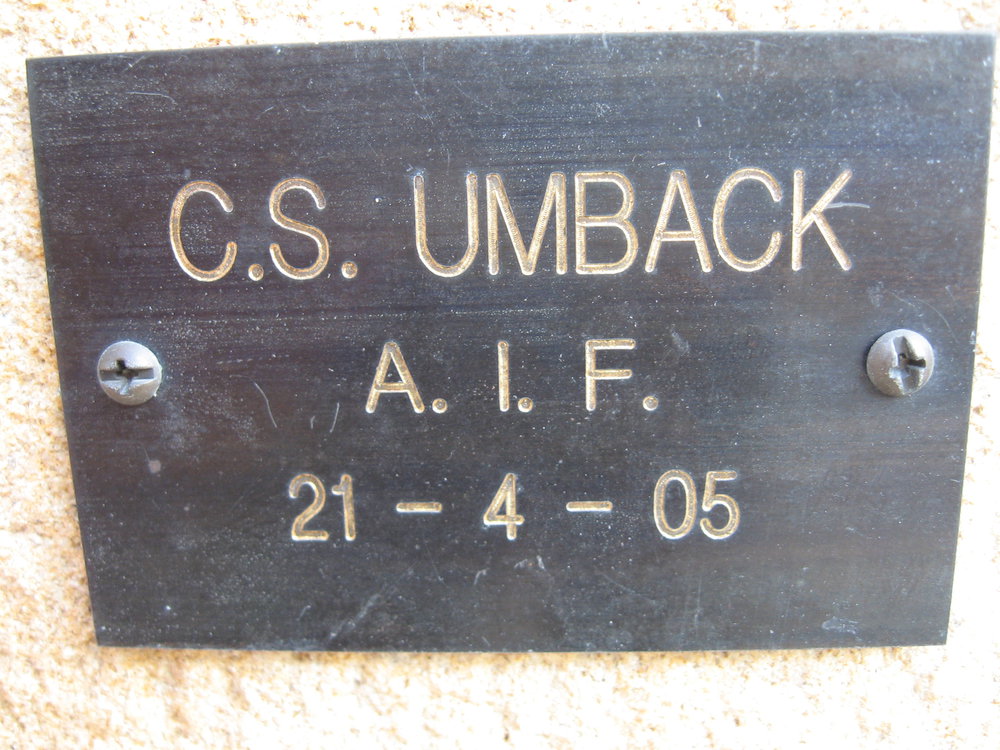 C.S. UMBACK
A. I. F.
21 - 4 - 05